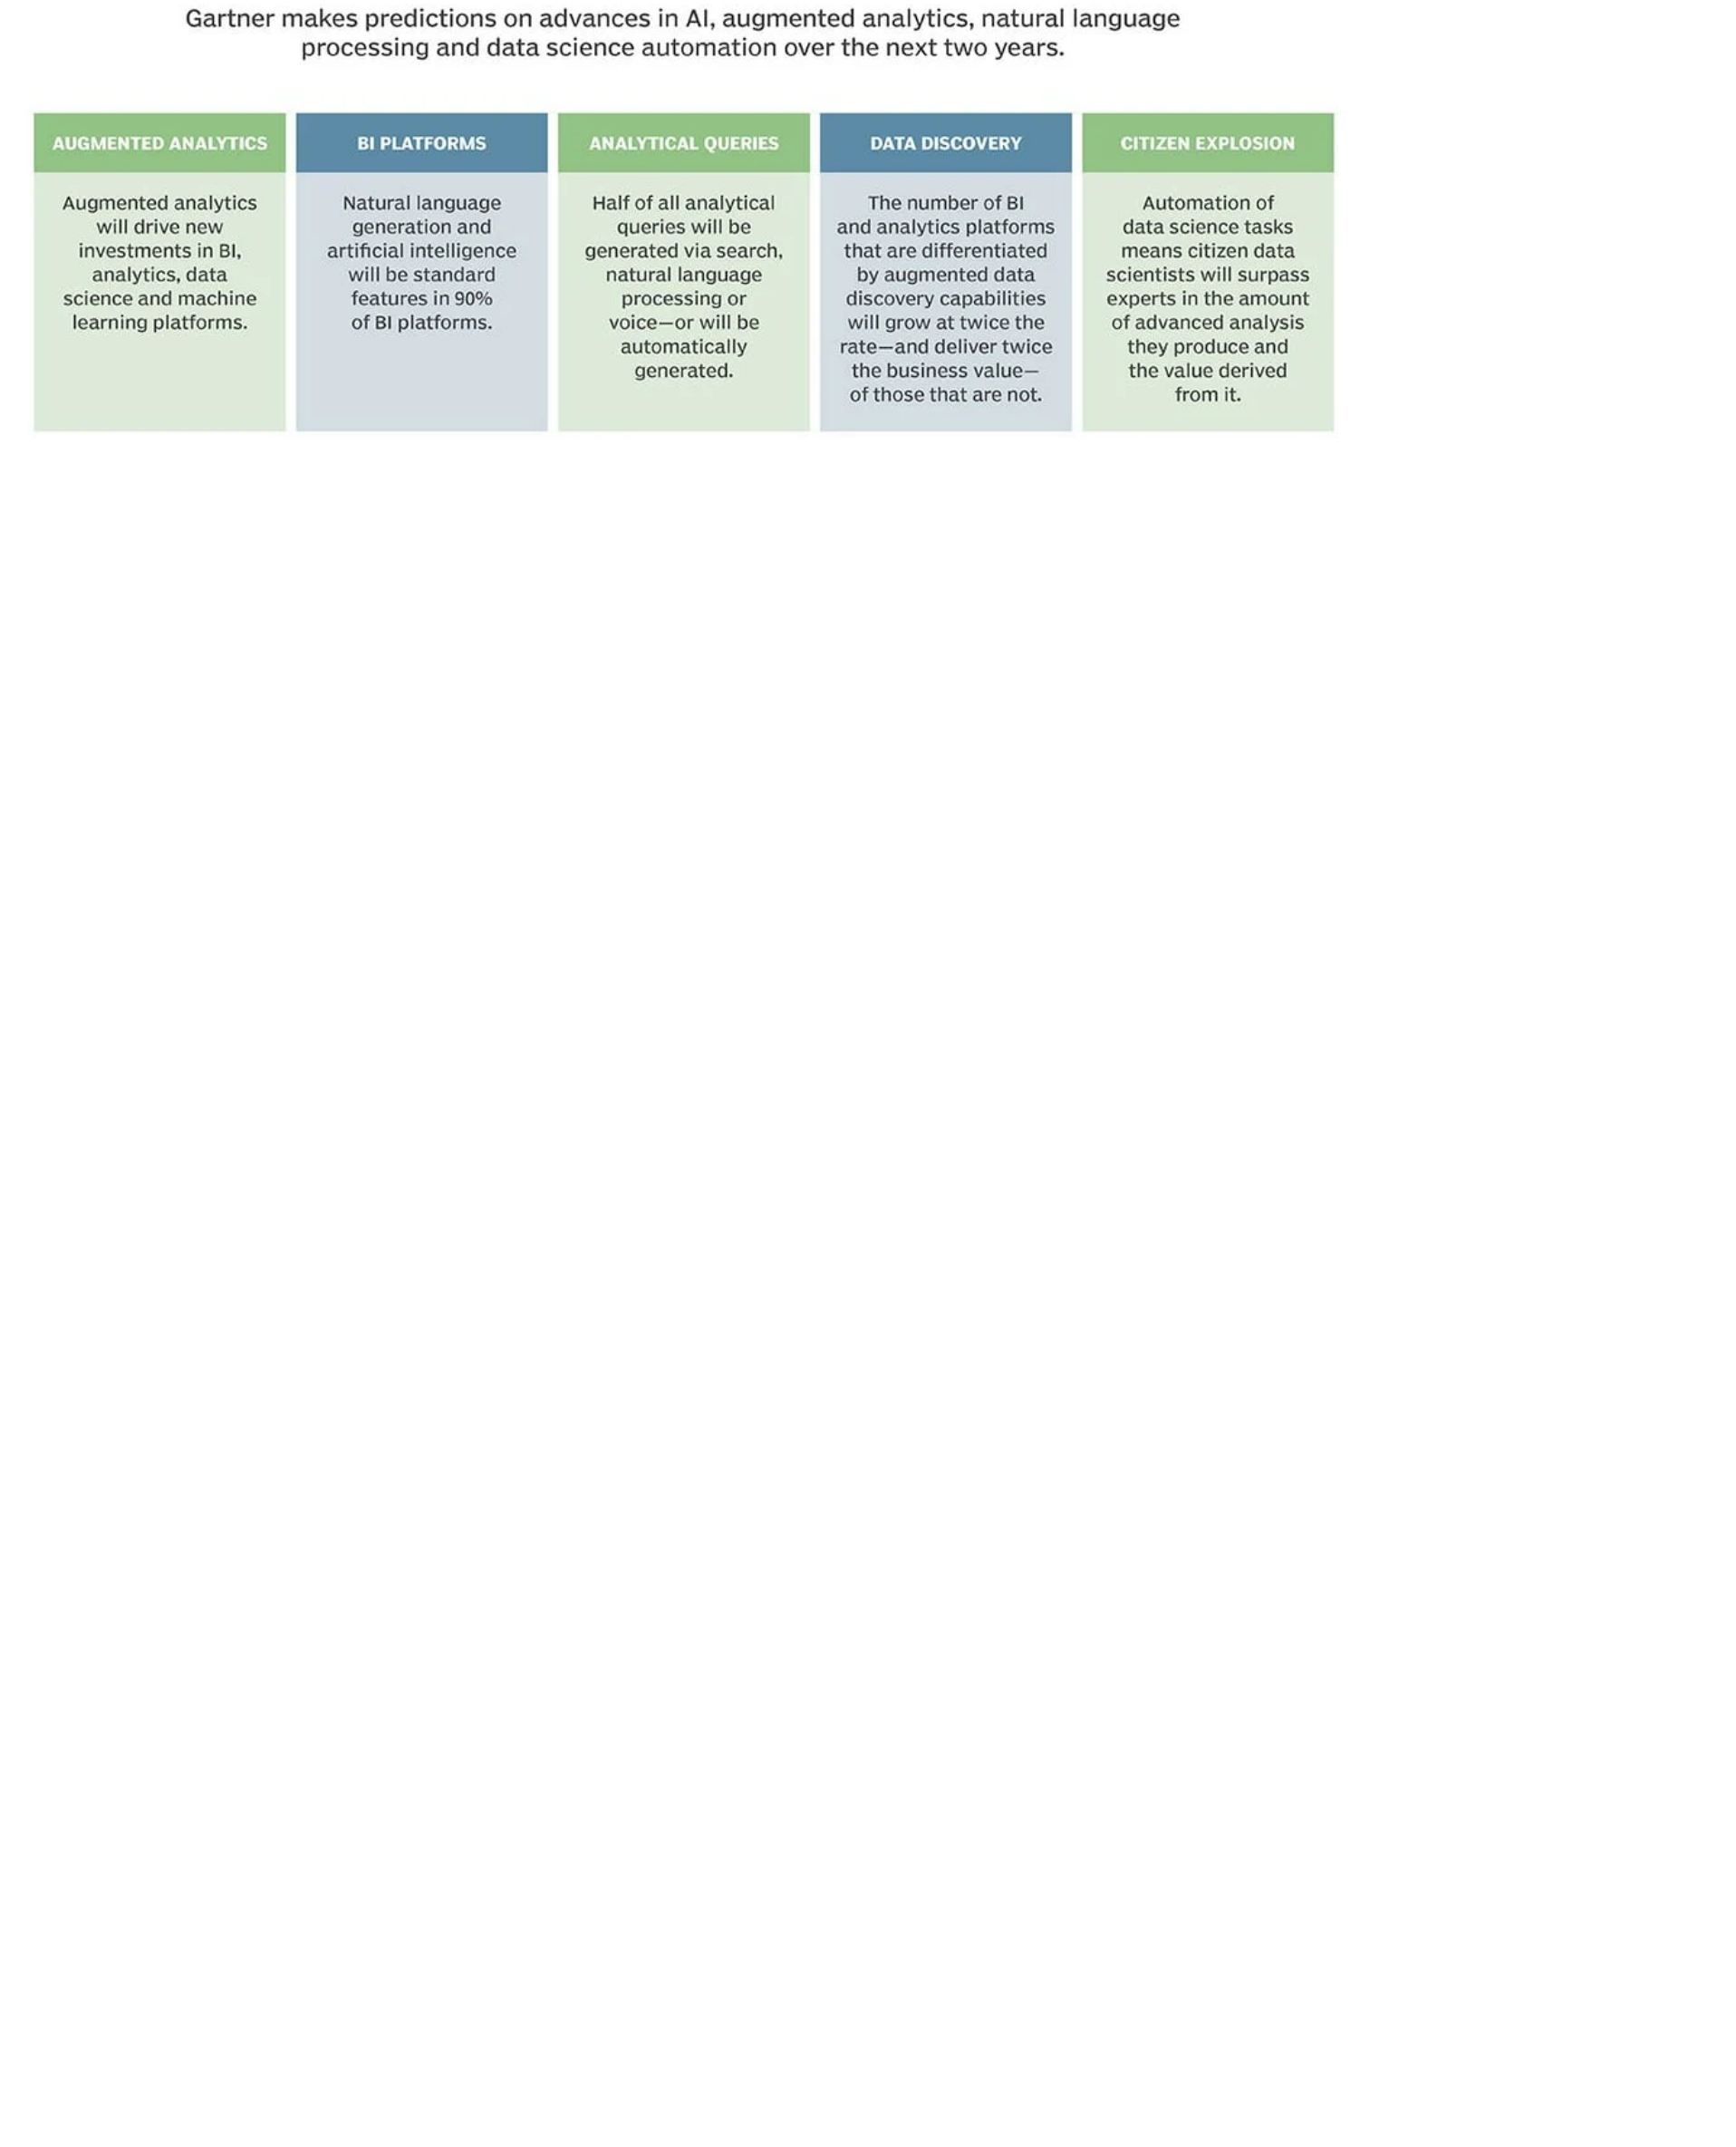 Gartner makes predictions on advances in AI, augmented analytics, natural language
processing and data science automation over the next two years.
AUGMENTED ANALYTICS
Augmented analytics
will drive new
investments in BI,
analytics, data
science and machine
learning platforms.
BI PLATFORMS
Natural language
generation and
artificial intelligence
will be standard
features in 90%
of BI platforms.
ANALYTICAL QUERIES
Half of all analytical
queries will be
generated via search,
natural language
processing or
voice—or will be
automatically
generated.
DATA DISCOVERY
The number of BI
and analytics platforms
that are differentiated
by augmented data
discovery capabilities
will grow at twice the
rate—and deliver twice
the business value—
of those that are not.
CITIZEN EXPLOSION
Automation of
data science tasks
means citizen data
scientists will surpass
experts in the amount
of advanced analysis
they produce and
the value derived
from it.